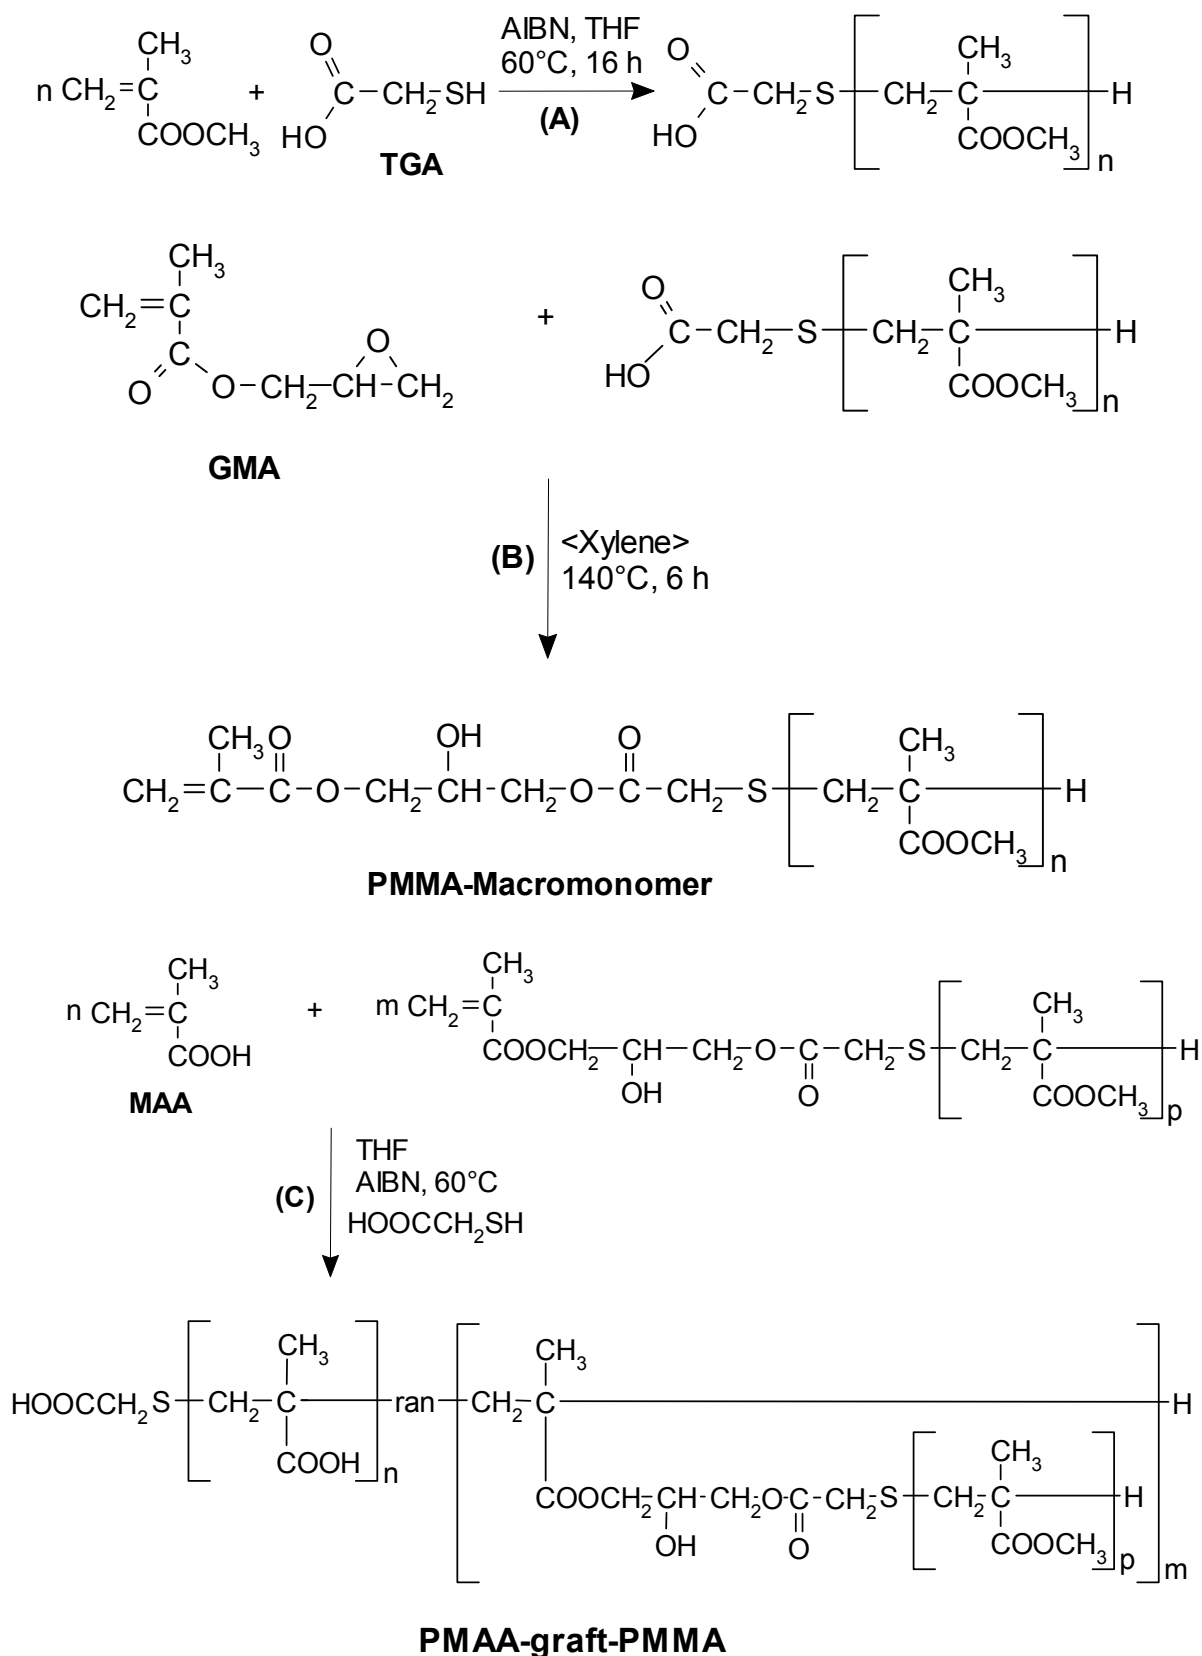 n CH2=C CH3 COOCH3 + O C-CH2-SH HO TGA
AIBN, THF
60°C, 16 h
(A)
O C-CH2-S HO [CH2-C CH3 COOCH3]n H
CH2=C CH3 C O O-CH2-CH-CH2 O
GMA
+
O C-CH2-S HO [CH2-C CH3 COOCH3]n H
(B)
<Xylene>
140°C, 6 h
CH2=C CH3 -C O -O-CH2-CH OH -CH2-O-C O -CH2-S [CH2-C CH3 COOCH3]n H
PMMA-Macromonomer
n CH2=C CH3 COOH
MAA
+
m CH2=C CH3 COOCH2-CH OH -CH2-O-C O -CH2-S [CH2-C CH3 COOCH3]p H
(C)
THF
AIBN, 60°C
HOOCCH2SH
HOOCCH2S [CH2-C CH3 COOH]n ran [CH2-C CH3 COOCH2-CH OH -CH2O-C O -CH2-S [CH2-C CH3 COOCH3]p H]m H
PMAA-graft-PMMA